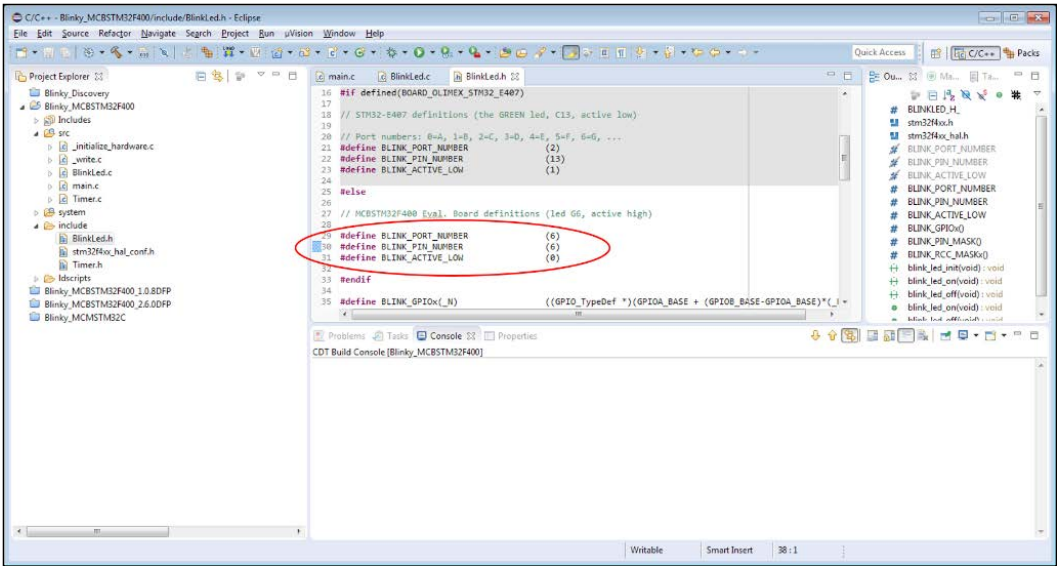 C/C++ - Blinky_MCBSTM32F400/include/BlinkLed.h - Eclipse
File Edit Source Refactor Navigate Search Project Run µVision Window Help
Quick Access C/C++ Packs
Project Explorer
Blinky_Discovery
Blinky_MCBSTM32F400
Includes
src
_initialize_hardware.c
_write.c
BlinkLed.c
main.c
Timer.c
system
include
BlinkLed.h
stm32f4xx_hal_conf.h
Timer.h
ldscripts
Blinky_MCBSTM32F400_1.0.8DFP
Blinky_MCBSTM32F400_2.6.0DFP
Blinky_MCMSTM32C
main.c BlinkLed.c BlinkLed.h
16 #if defined(BOARD_OLIMEX_STM32_E407)
17
18 // STM32-E407 definitions (the GREEN led, C13, active low)
19
20 // Port numbers: 0=A, 1=B, 2=C, 3=D, 4=E, 5=F, 6=G, ...
21 #define BLINK_PORT_NUMBER (2)
22 #define BLINK_PIN_NUMBER (13)
23 #define BLINK_ACTIVE_LOW (1)
24
25 #else
26
27 // MCBSTM32F400 Eval. Board definitions (led G6, active high)
28
29 #define BLINK_PORT_NUMBER (6)
30 #define BLINK_PIN_NUMBER (6)
31 #define BLINK_ACTIVE_LOW (0)
32
33 #endif
34
35 #define BLINK_GPIOx(_N) ((GPIO_TypeDef *)(GPIOA_BASE + (GPIOB_BASE-GPIOA_BASE)*(_
Ou... Ma... Ta...
BLINKLED_H_
stm32f4xx.h
stm32f4xx_hal.h
BLINK_PORT_NUMBER
BLINK_PIN_NUMBER
BLINK_ACTIVE_LOW
BLINK_PORT_NUMBER
BLINK_PIN_NUMBER
BLINK_ACTIVE_LOW
BLINK_GPIOx()
BLINK_PIN_MASK()
BLINK_RCC_MASKx()
blink_led_init(void) : void
blink_led_on(void) : void
blink_led_off(void) : void
blink_led_on(void) : void
blink_led_off(void) : void
Problems Tasks Console Properties
CDT Build Console [Blinky_MCBSTM32F400]
Writable Smart Insert 38 : 1